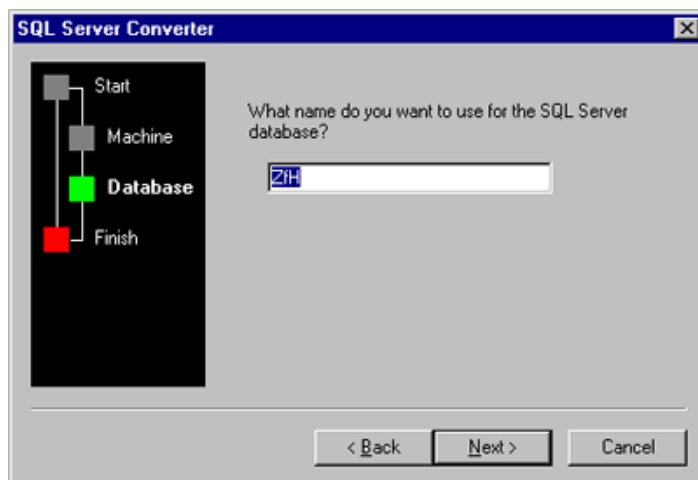 SQL Server Converter
Start
Machine
Database
Finish
What name do you want to use for the SQL Server
database?
ZfH
< Back
Next >
Cancel